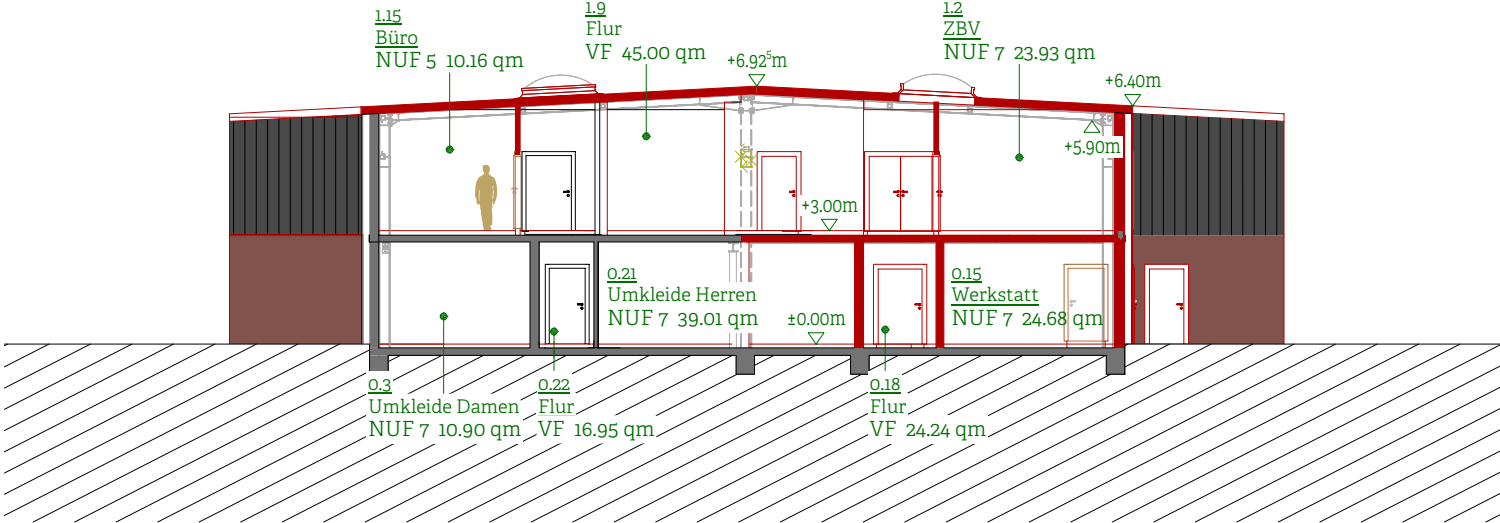 1.15
Büro
NUF 5 10.16 qm
1.9
Flur
VF 45.00 qm
1.2
ZBV
NUF 7 23.93 qm
+6.92⁵m
+6.40m
+5.90m
+3.00m
0.21
Umkleide Herren
NUF 7 39.01 qm
±0.00m
0.15
Werkstatt
NUF 7 24.68 qm
0.3
Umkleide Damen
NUF 7 10.90 qm
0.22
Flur
VF 16.95 qm
0.18
Flur
VF 24.24 qm